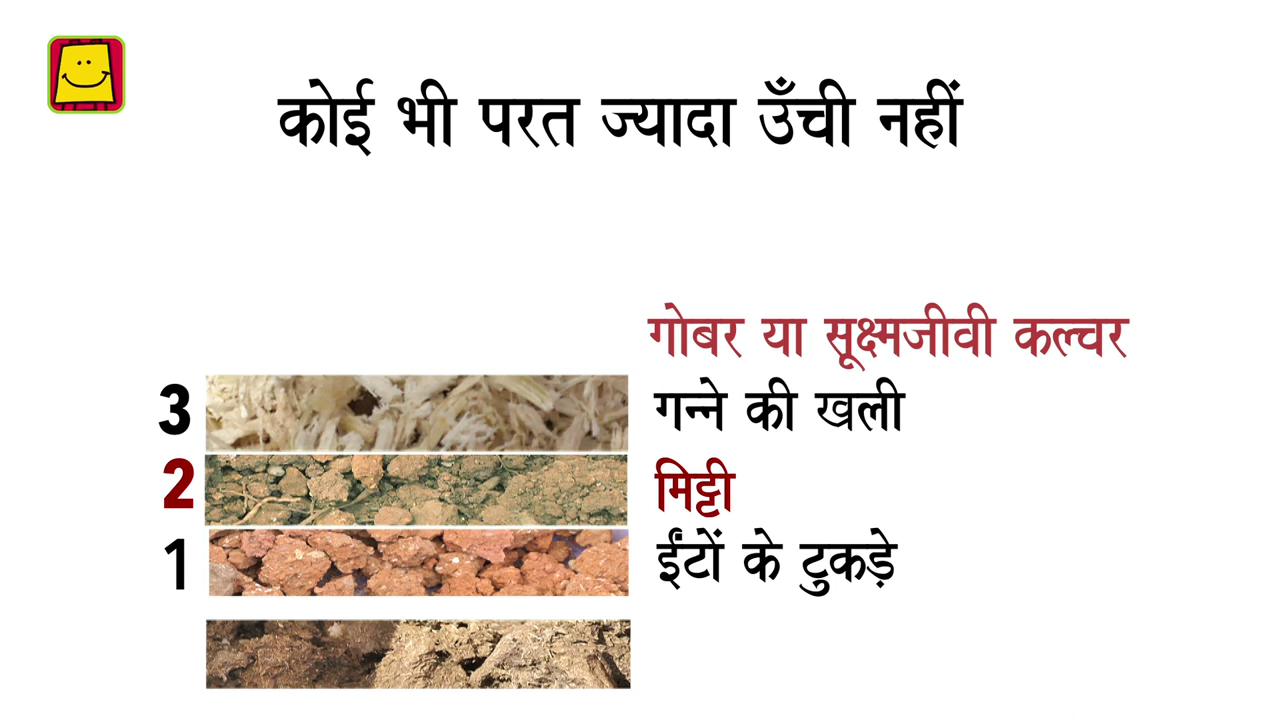 कोई भी परत ज्यादा उँची नहीं
गोबर या सूक्ष्मजीवी कल्चर
3 गन्ने की खली
2 मिट्टी
1 ईंटों के टुकड़े